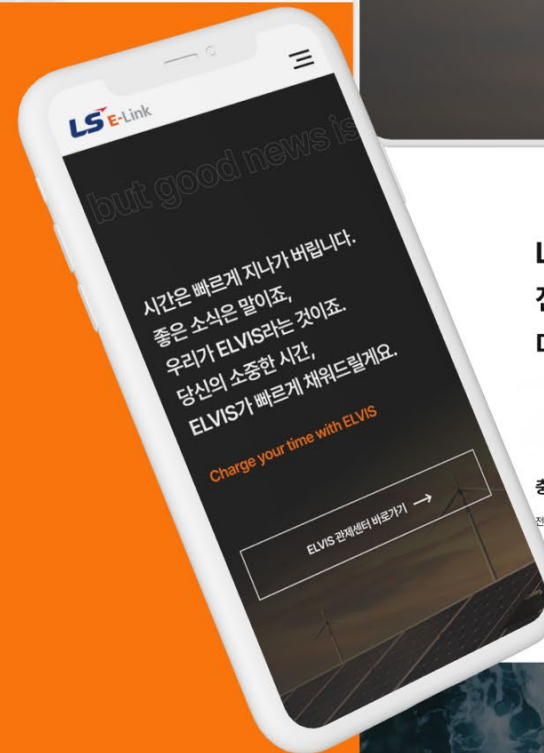 LS E-Link
but good news is
시간은 빠르게 지나가 버립니다.
좋은 소식은 말이죠,
우리가 ELVIS라는 것이죠.
당신의 소중한 시간,
ELVIS가 빠르게 채워드릴게요.
Charge your time with ELVIS
ELVIS 관제센터 바로가기 →
L
전